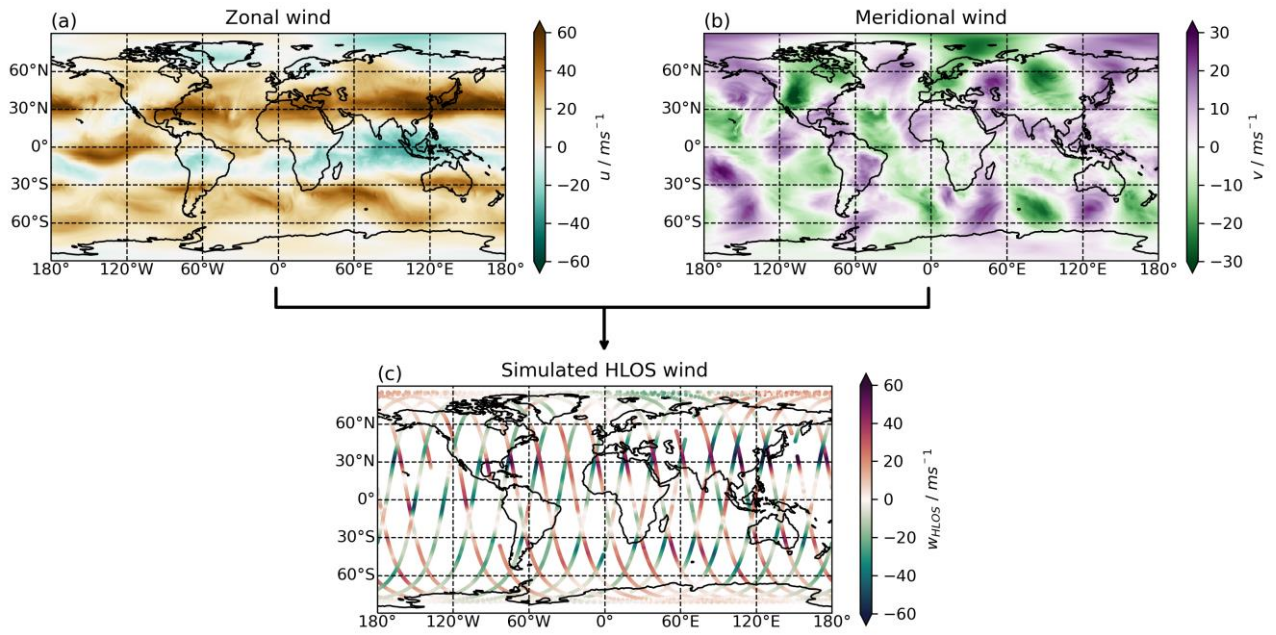 (a) Zonal wind
60°N
30°N
0°
30°S
60°S
180° 120°W 60°W 0° 60°E 120°E 180°
60
40
20
0
−20
−40
−60
u / ms⁻¹
(b) Meridional wind
60°N
30°N
0°
30°S
60°S
180° 120°W 60°W 0° 60°E 120°E 180°
30
20
10
0
−10
−20
−30
v / ms⁻¹
(c) Simulated HLOS wind
60°N
30°N
0°
30°S
60°S
180° 120°W 60°W 0° 60°E 120°E 180°
60
40
20
0
−20
−40
−60
w_HLOS / ms⁻¹